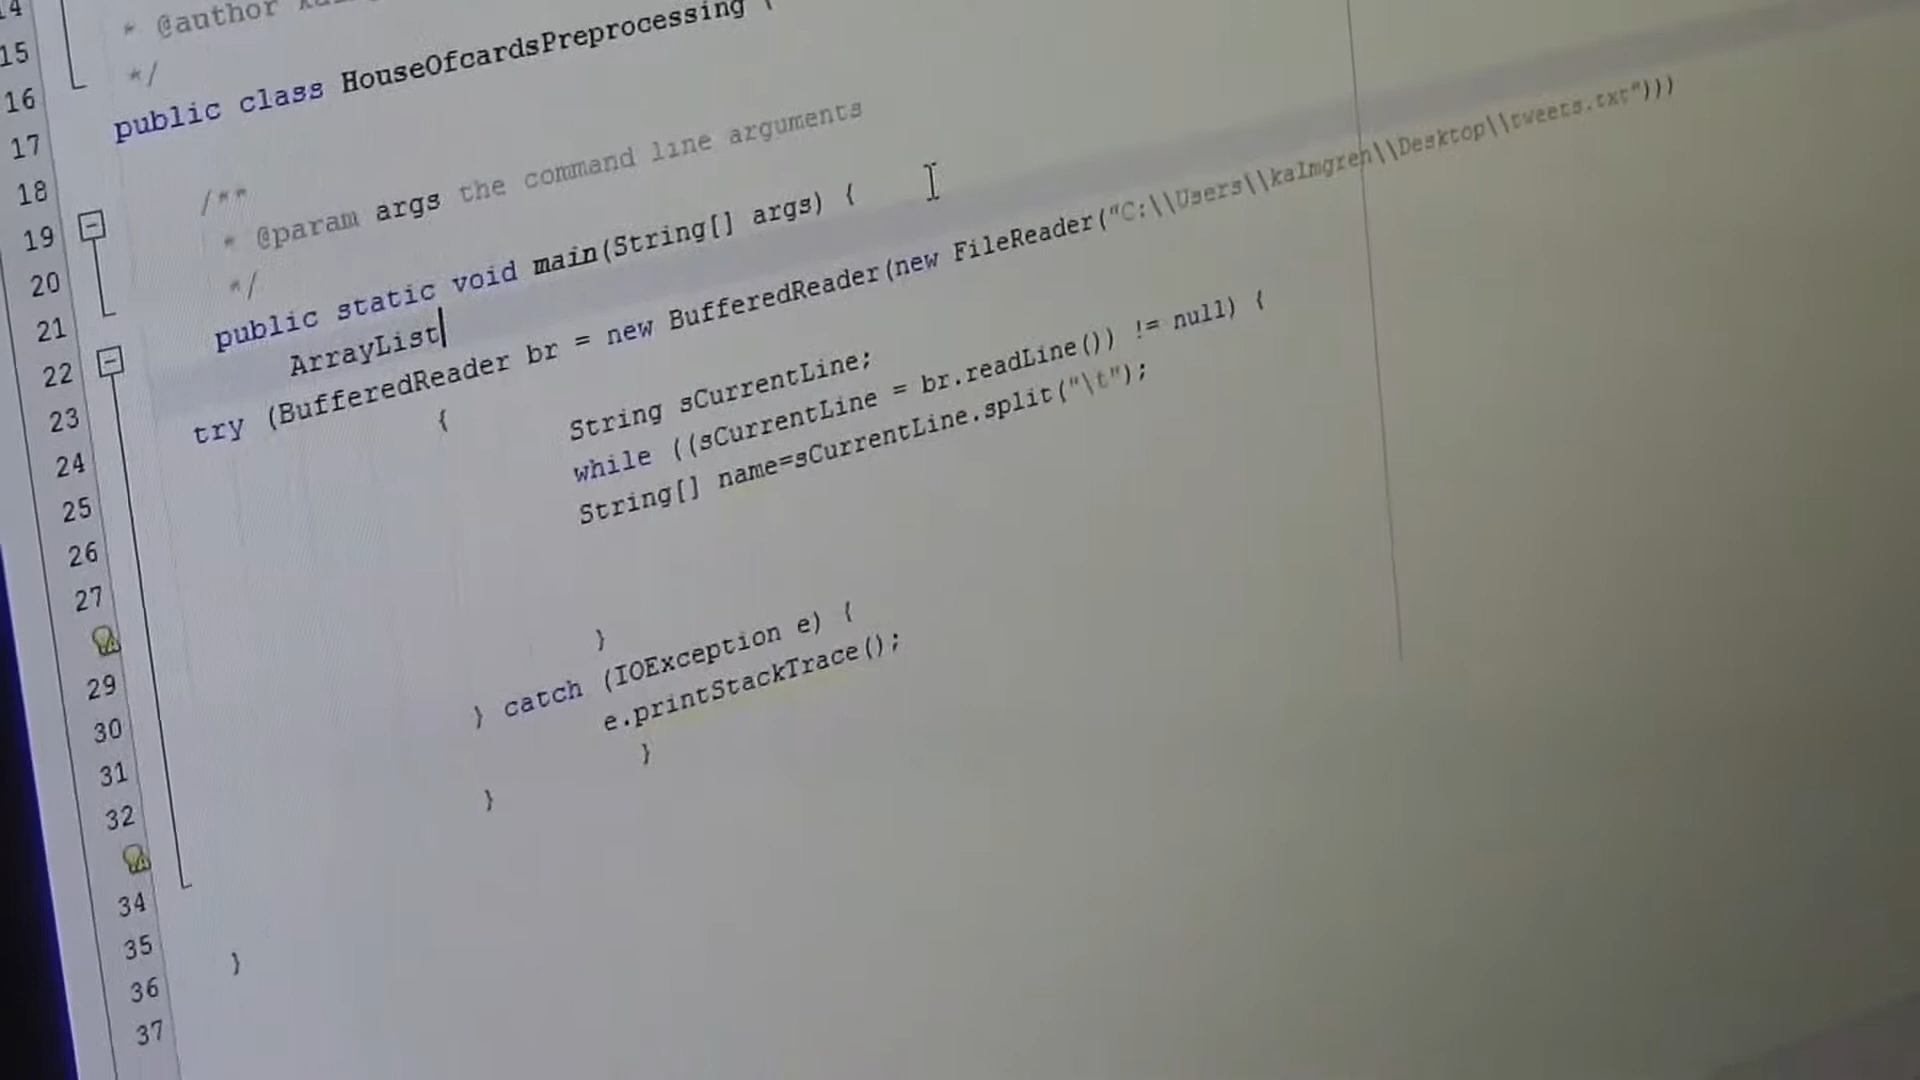 14 * @author
15 */
16 public class HouseOfcardsPreprocessing {
17
18 /**
19 * @param args the command line arguments
20 */
21 public static void main(String[] args) {
22 ArrayList
23 try (BufferedReader br = new BufferedReader(new FileReader("C:\\Users\\kalmgren\\Desktop\\tweets.txt")))
24 {
25 String sCurrentLine;
26 while ((sCurrentLine = br.readLine()) != null) {
27 String[] name=sCurrentLine.split("\t");
29
30 }
31 } catch (IOException e) {
32 e.printStackTrace();
}
34 }
35
36
37 }